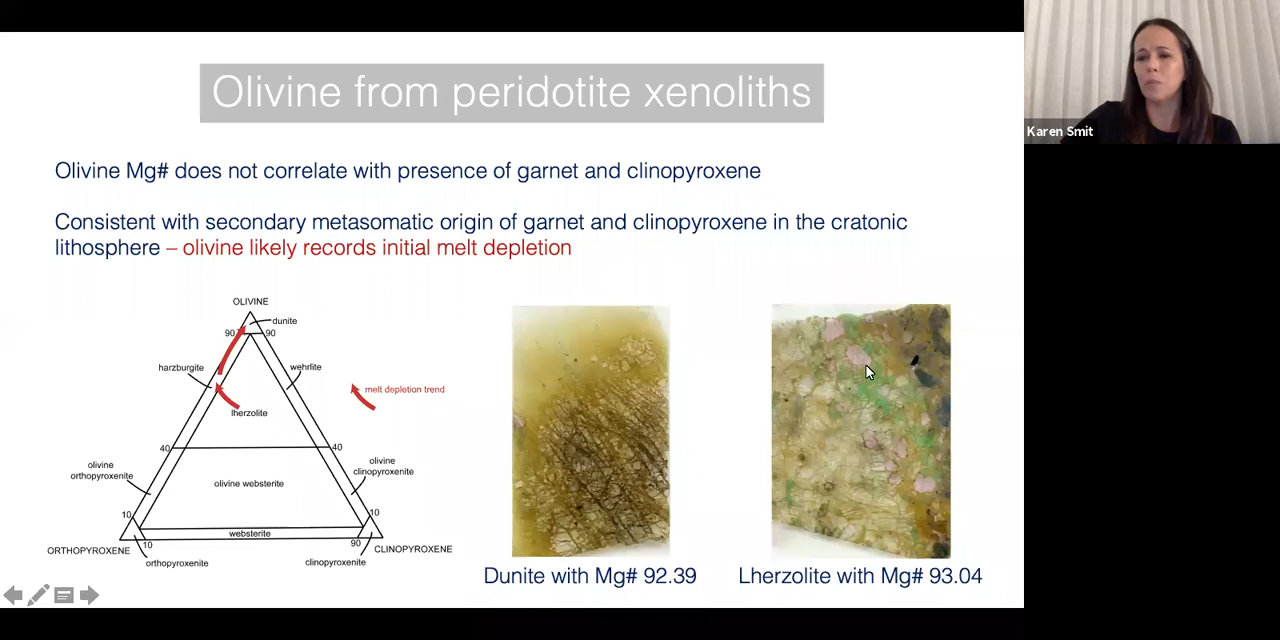 Olivine from peridotite xenoliths
Karen Smit
Olivine Mg# does not correlate with presence of garnet and clinopyroxene
Consistent with secondary metasomatic origin of garnet and clinopyroxene in the cratonic
lithosphere – olivine likely records initial melt depletion
OLIVINE
dunite
90
90
harzburgite
wehrlite
melt depletion trend
lherzolite
40
40
olivine
orthopyroxenite
olivine
clinopyroxenite
olivine websterite
10
10
websterite
ORTHOPYROXENE
10
90
CLINOPYROXENE
orthopyroxenite
clinopyroxenite
Dunite with Mg# 92.39
Lherzolite with Mg# 93.04